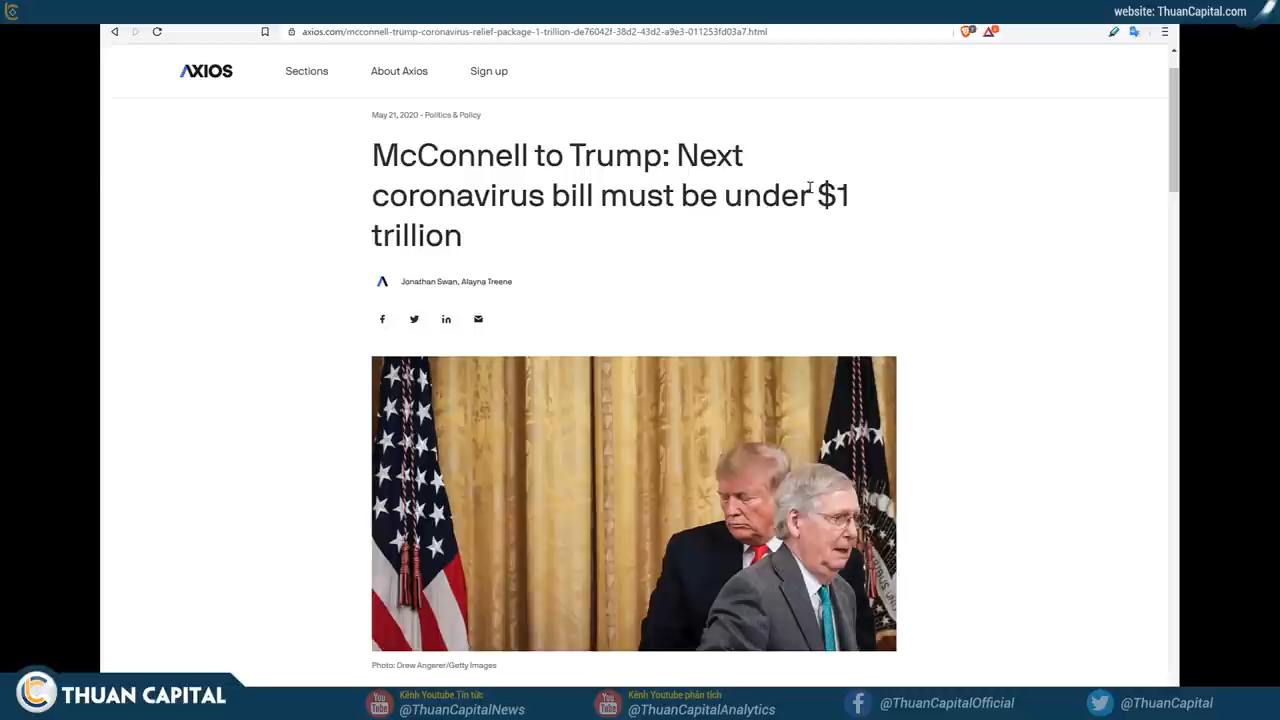 website: ThuanCapital.com
axios.com/mcconnell-trump-coronavirus-relief-package-1-trillion-de76042f-38d2-43d2-a9e3-011253fd03a7.html
AXIOS
Sections
About Axios
Sign up
May 21, 2020 - Politics & Policy
McConnell to Trump: Next
coronavirus bill must be under $1
trillion
Jonathan Swan, Alayna Treene
Photo: Drew Angerer/Getty Images
THUAN CAPITAL
Kênh Youtube Tin tức:
@ThuanCapitalNews
Kênh Youtube phân tích
@ThuanCapitalAnalytics
@ThuanCapitalOfficial
@ThuanCapital